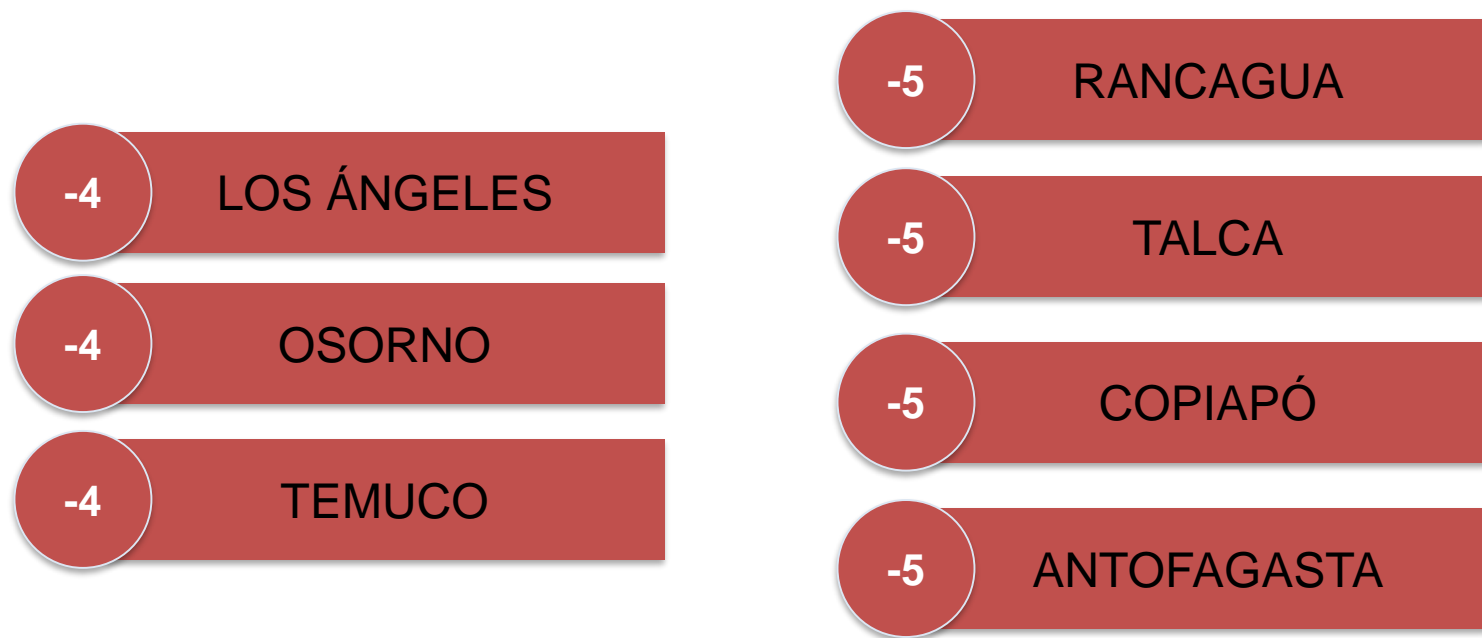 -4 LOS ÁNGELES
-4 OSORNO
-4 TEMUCO
-5 RANCAGUA
-5 TALCA
-5 COPIAPÓ
-5 ANTOFAGASTA